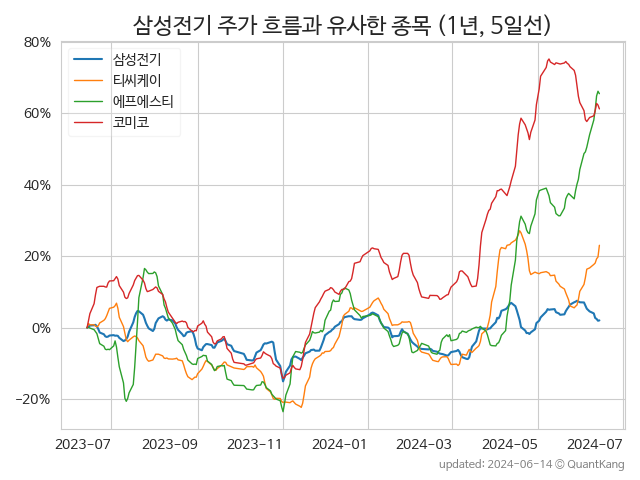 삼성전기 주가 흐름과 유사한 종목 (1년, 5일선)
80%
60%
40%
20%
0%
−20%
삼성전기
티씨케이
에프에스티
코미코
2023-07 2023-09 2023-11 2024-01 2024-03 2024-05 2024-07
updated: 2024-06-14 © QuantKang